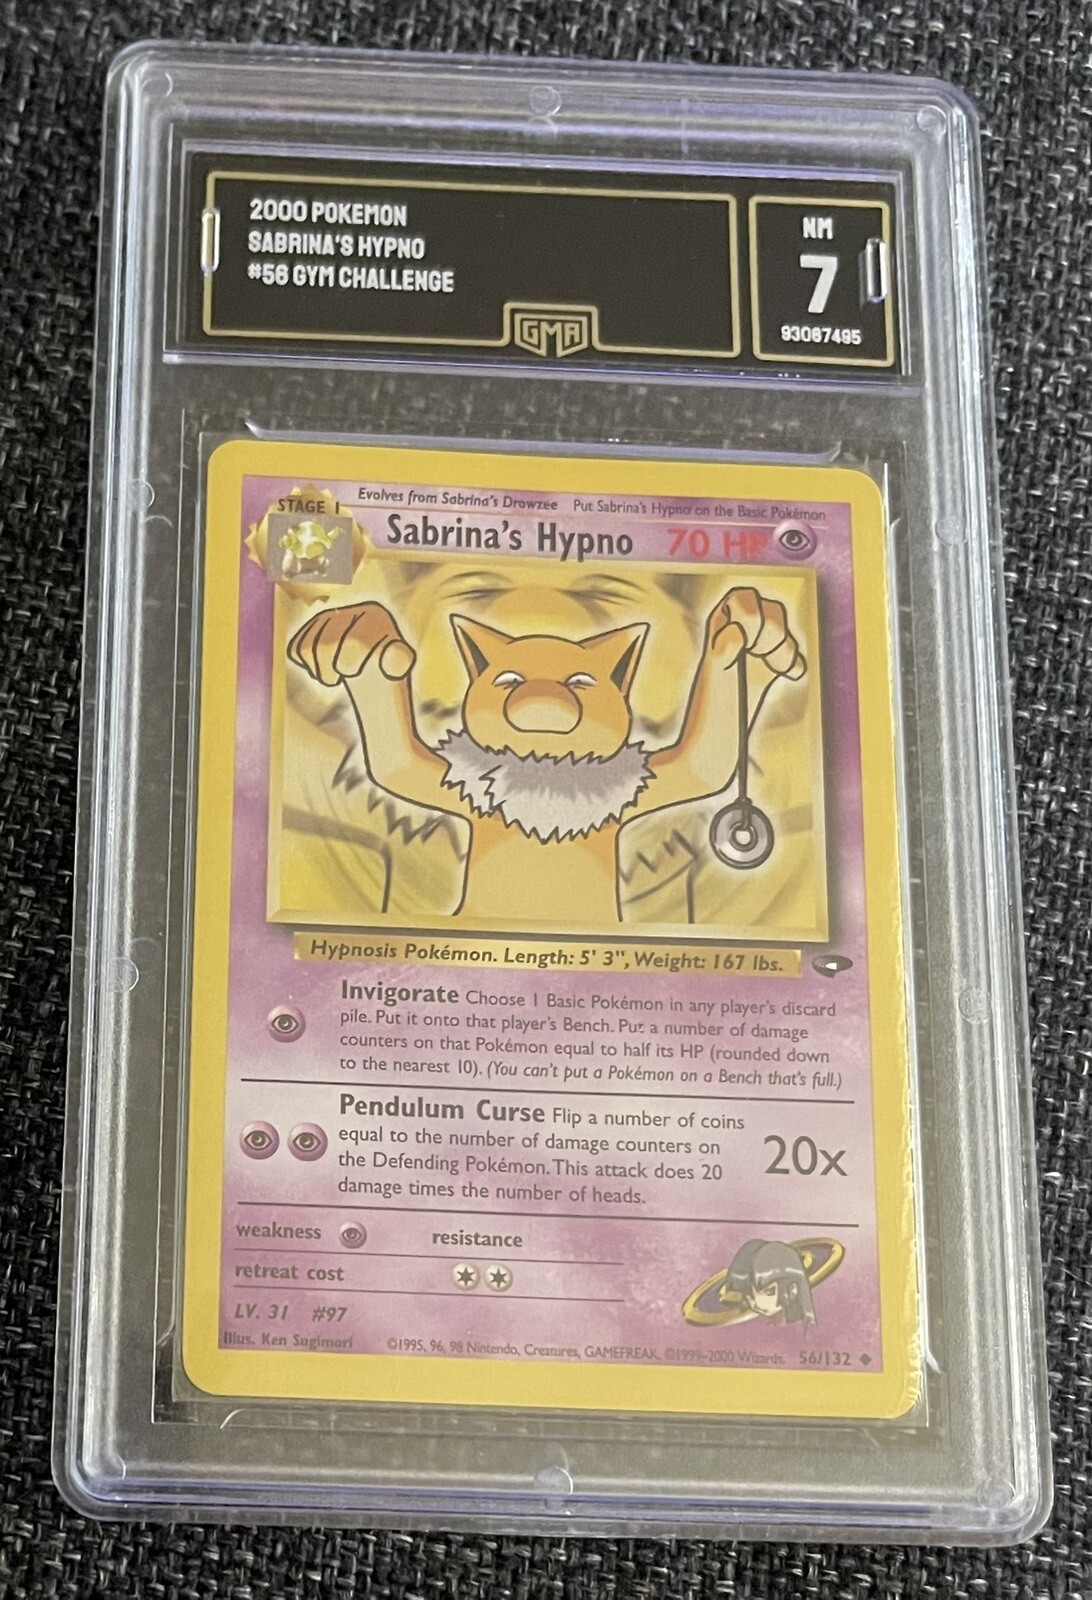 2000 POKEMON
SABRINA'S HYPNO
#56 GYM CHALLENGE
GMA
NM
7
93087495
STAGE 1
Evolves from Sabrina's Drowzee Put Sabrina's Hypno on the Basic Pokémon
Sabrina's Hypno 70 HP
Hypnosis Pokémon. Length: 5' 3", Weight: 167 lbs.
Invigorate Choose 1 Basic Pokémon in any player's discard
pile. Put it onto that player's Bench. Put a number of damage
counters on that Pokémon equal to half its HP (rounded down
to the nearest 10). (You can't put a Pokémon on a Bench that's full.)
Pendulum Curse Flip a number of coins
equal to the number of damage counters on
the Defending Pokémon. This attack does 20
damage times the number of heads.
20x
weakness resistance
retreat cost
LV. 31 #97
Illus. Ken Sugimori ©1995, 96, 98 Nintendo, Creatures, GAMEFREAK. ©1999-2000 Wizards. 56/132